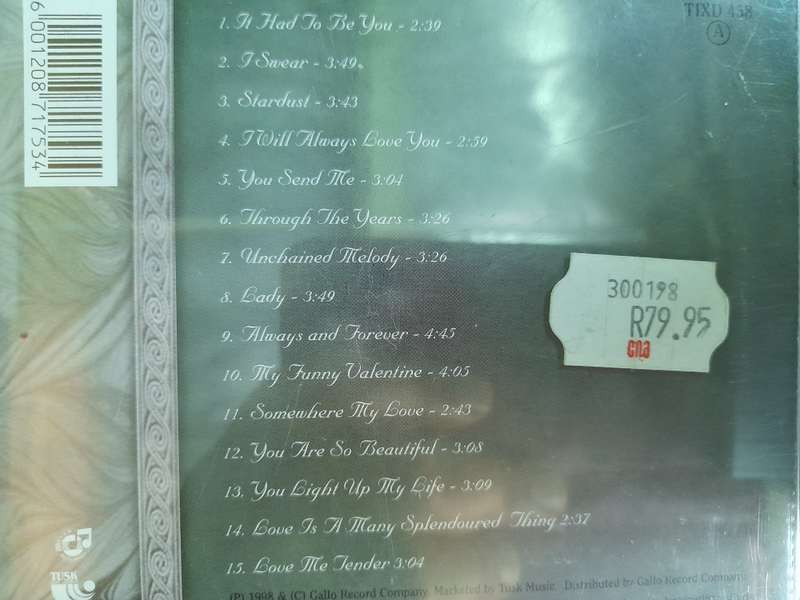 TIXD 438
A
1. It Had To Be You - 2:39
2. I Swear - 3:49
3. Stardust - 3:43
4. I Will Always Love You - 2:59
5. You Send Me - 3:04
6. Through The Years - 3:26
7. Unchained Melody - 3:26
8. Lady - 3:49
9. Always and Forever - 4:45
10. My Funny Valentine - 4:05
11. Somewhere My Love - 2:43
12. You Are So Beautiful - 3:08
13. You Light Up My Life - 3:09
14. Love Is A Many Splendoured Thing 2:37
15. Love Me Tender 3:04
(P) 1998 & (C) Gallo Record Company. Marketed by Tusk Music. Distributed by Gallo Record Company
6 001208 717534
300198
R79.95
cna
TUSK